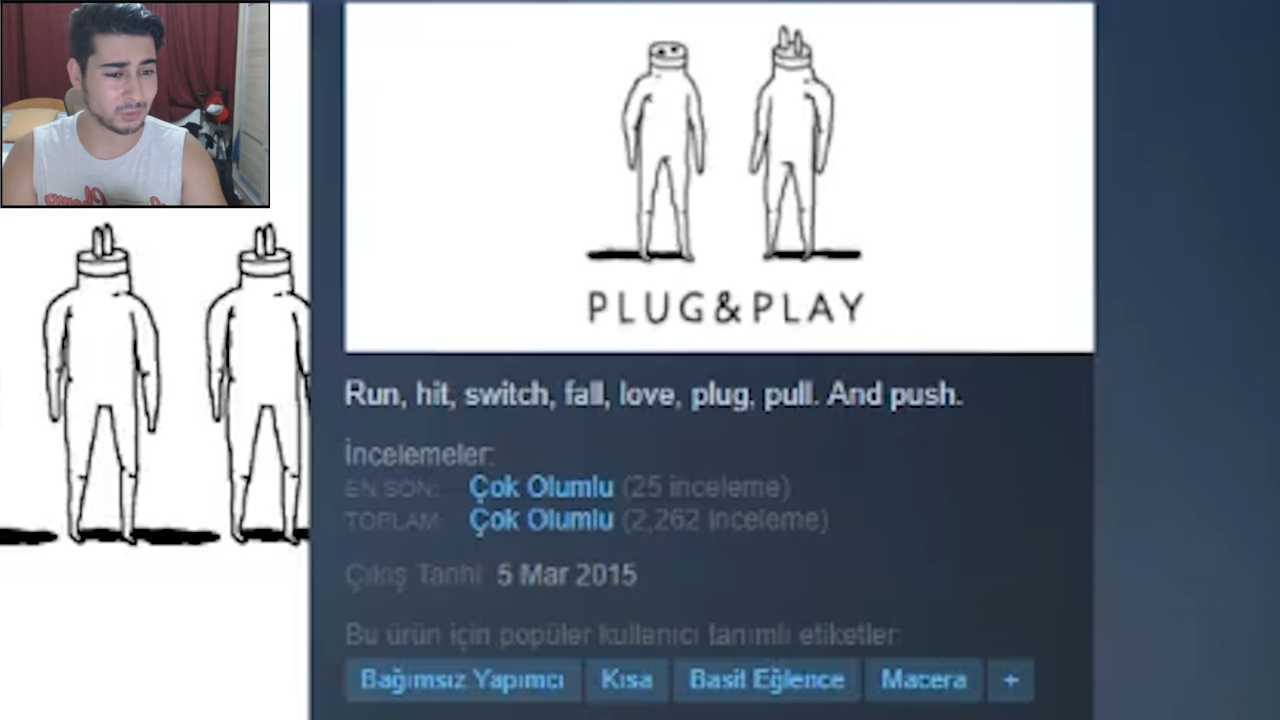 PLUG&PLAY
Run, hit, switch, fall, love, plug, pull. And push.
İncelemeler:
EN SON: Çok Olumlu (25 inceleme)
TOPLAM: Çok Olumlu (2,262 inceleme)
Çıkış Tarihi: 5 Mar 2015
Bu ürün için popüler kullanıcı tanımlı etiketler:
Bağımsız Yapımcı Kısa Basit Eğlence Macera +